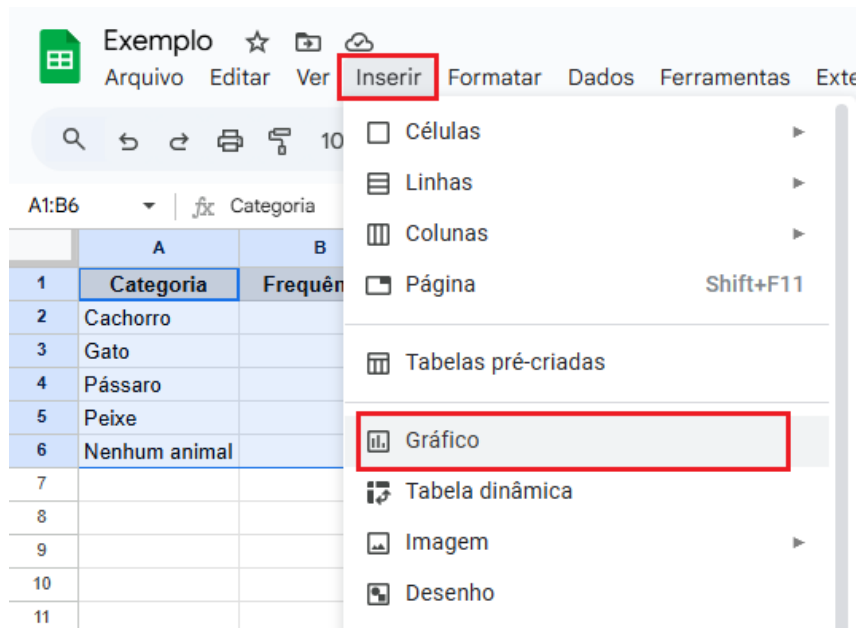 Exemplo
Arquivo Editar Ver Inserir Formatar Dados Ferramentas Exte
10
Células
Linhas
Colunas
Página Shift+F11
Tabelas pré-criadas
Gráfico
Tabela dinâmica
Imagem
Desenho
A1:B6 fx Categoria
A B
1 Categoria Frequên
2 Cachorro
3 Gato
4 Pássaro
5 Peixe
6 Nenhum animal
7
8
9
10
11